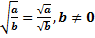 √(a/b) = √a/√b, b ≠ 0